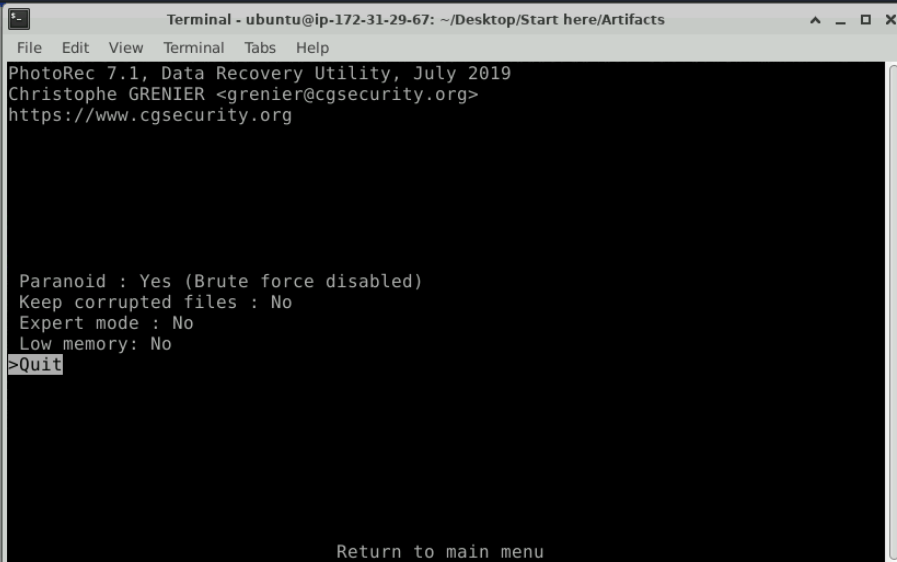 Terminal - ubuntu@ip-172-31-29-67: ~/Desktop/Start here/Artifacts
File Edit View Terminal Tabs Help
PhotoRec 7.1, Data Recovery Utility, July 2019
Christophe GRENIER <grenier@cgsecurity.org>
https://www.cgsecurity.org
Paranoid : Yes (Brute force disabled)
Keep corrupted files : No
Expert mode : No
Low memory: No
>Quit
Return to main menu